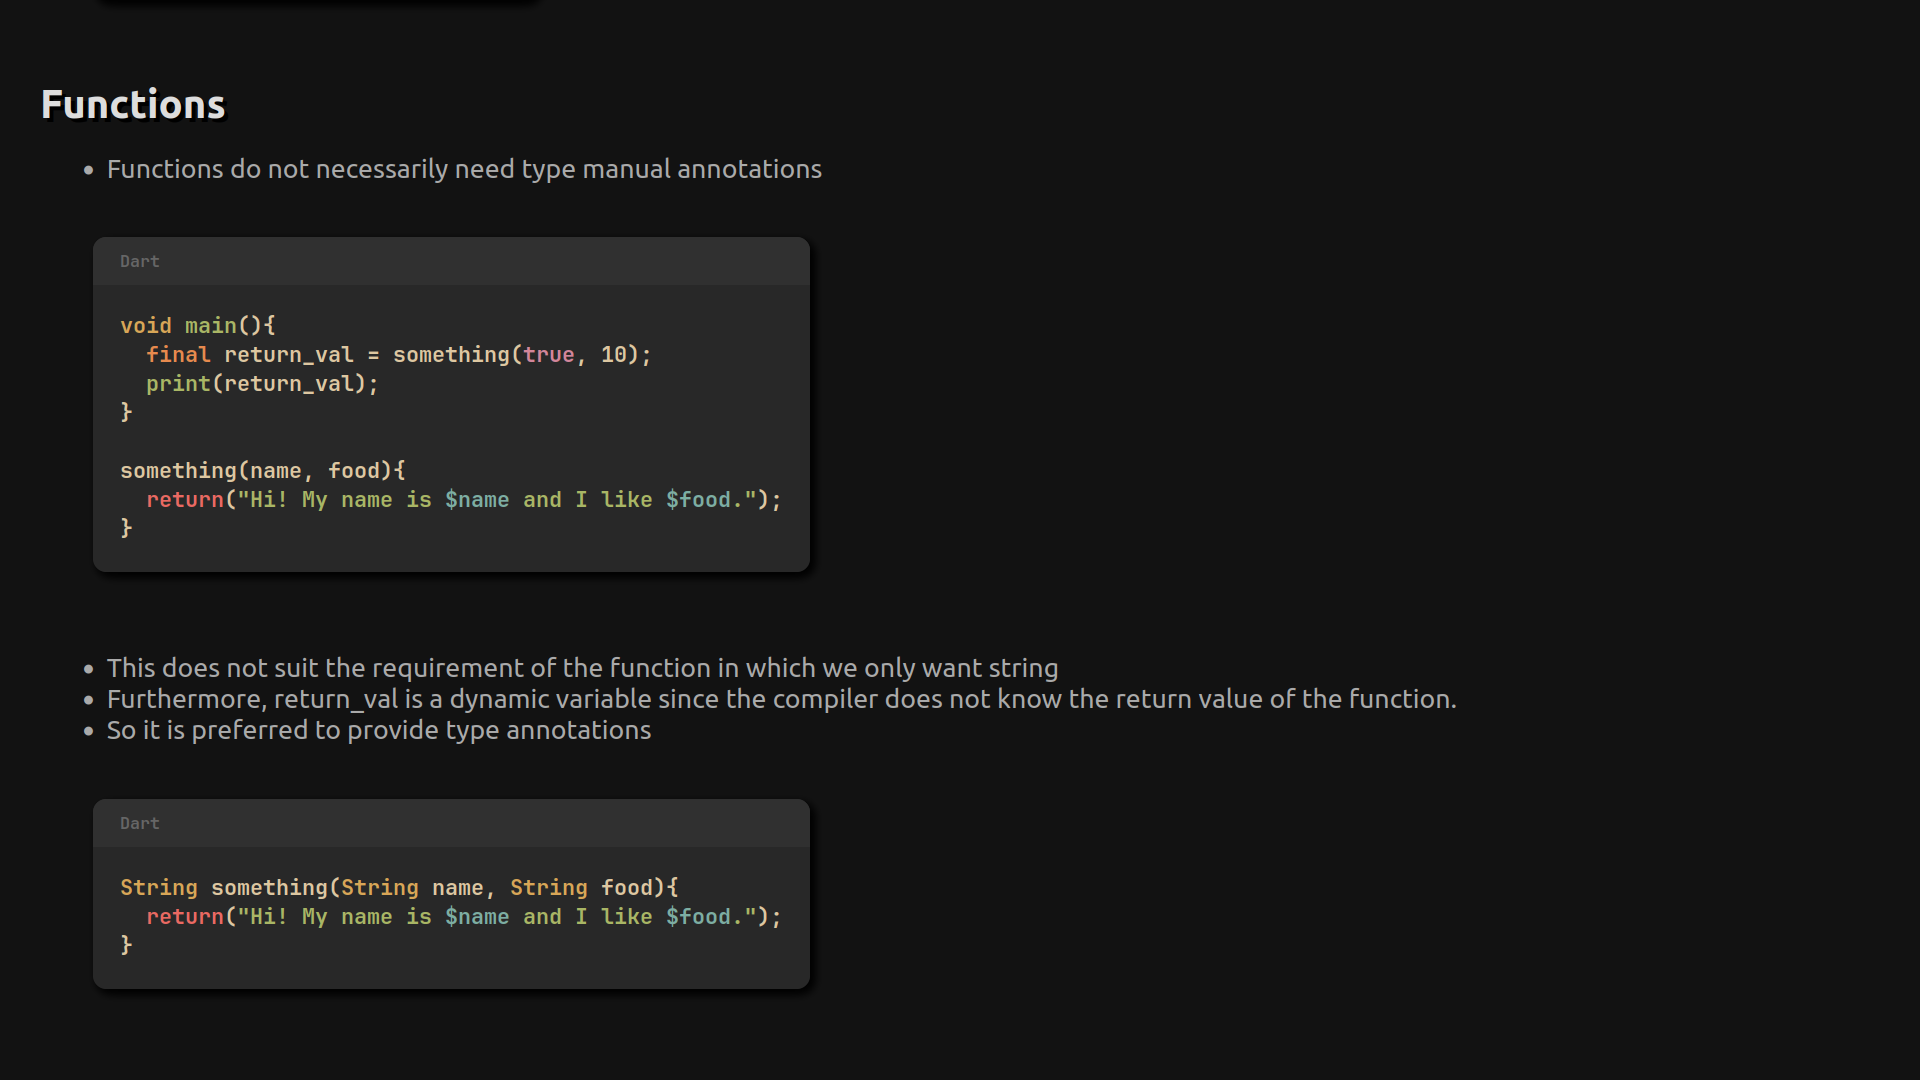 Functions
Functions do not necessarily need type manual annotations
Dart
void main(){
  final return_val = something(true, 10);
  print(return_val);
}
something(name, food){
  return("Hi! My name is $name and I like $food.");
}
This does not suit the requirement of the function in which we only want string
Furthermore, return_val is a dynamic variable since the compiler does not know the return value of the function.
So it is preferred to provide type annotations
Dart
String something(String name, String food){
  return("Hi! My name is $name and I like $food.");
}